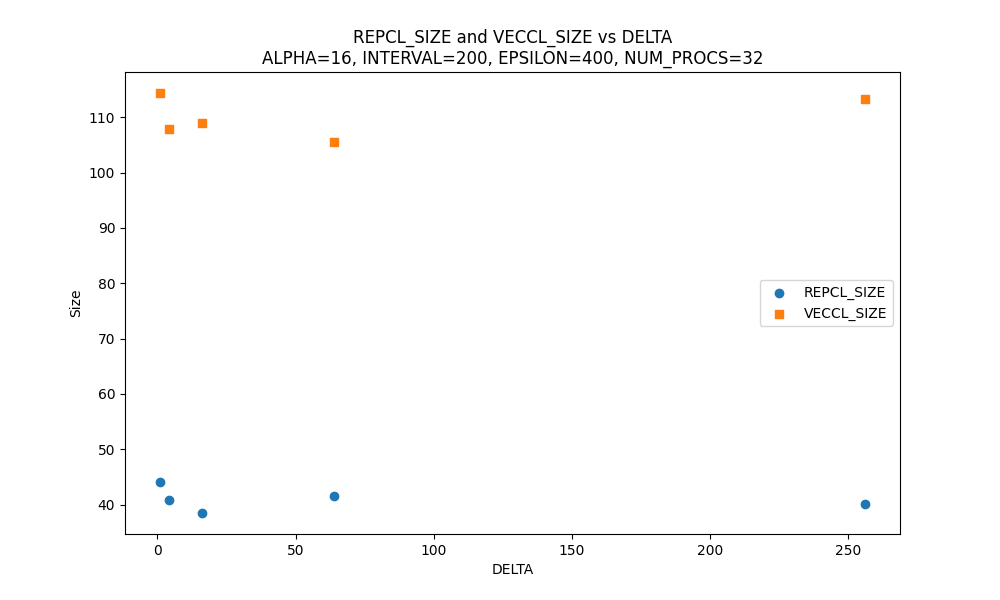 REPCL_SIZE and VECCL_SIZE vs DELTA
ALPHA=16, INTERVAL=200, EPSILON=400, NUM_PROCS=32
110
100
90
80
70
60
50
40
Size
REPCL_SIZE
VECCL_SIZE
0
50
100
150
200
250
DELTA